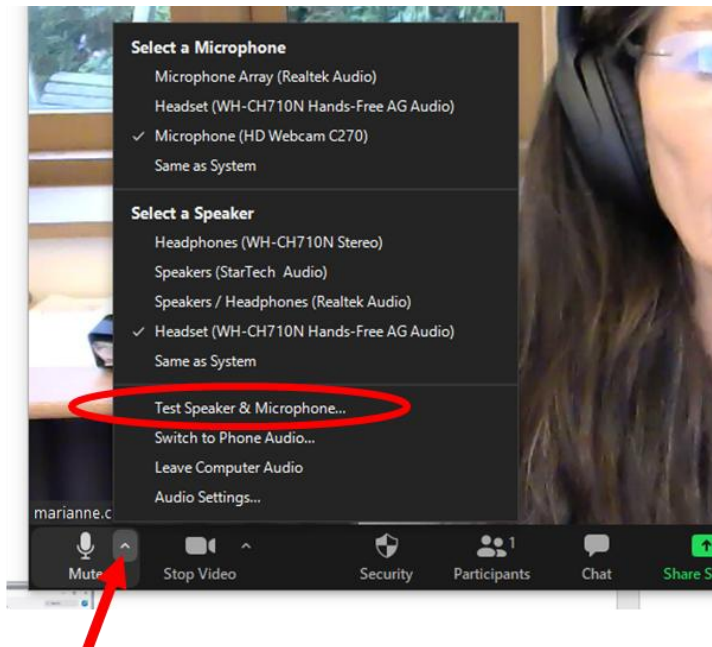 Select a Microphone
Microphone Array (Realtek Audio)
Headset (WH-CH710N Hands-Free AG Audio)
✓ Microphone (HD Webcam C270)
Same as System
Select a Speaker
Headphones (WH-CH710N Stereo)
Speakers (StarTech Audio)
Speakers / Headphones (Realtek Audio)
✓ Headset (WH-CH710N Hands-Free AG Audio)
Same as System
Test Speaker & Microphone...
Switch to Phone Audio...
Leave Computer Audio
Audio Settings...
marianne.c
1
Mute Stop Video Security Participants Chat Share S